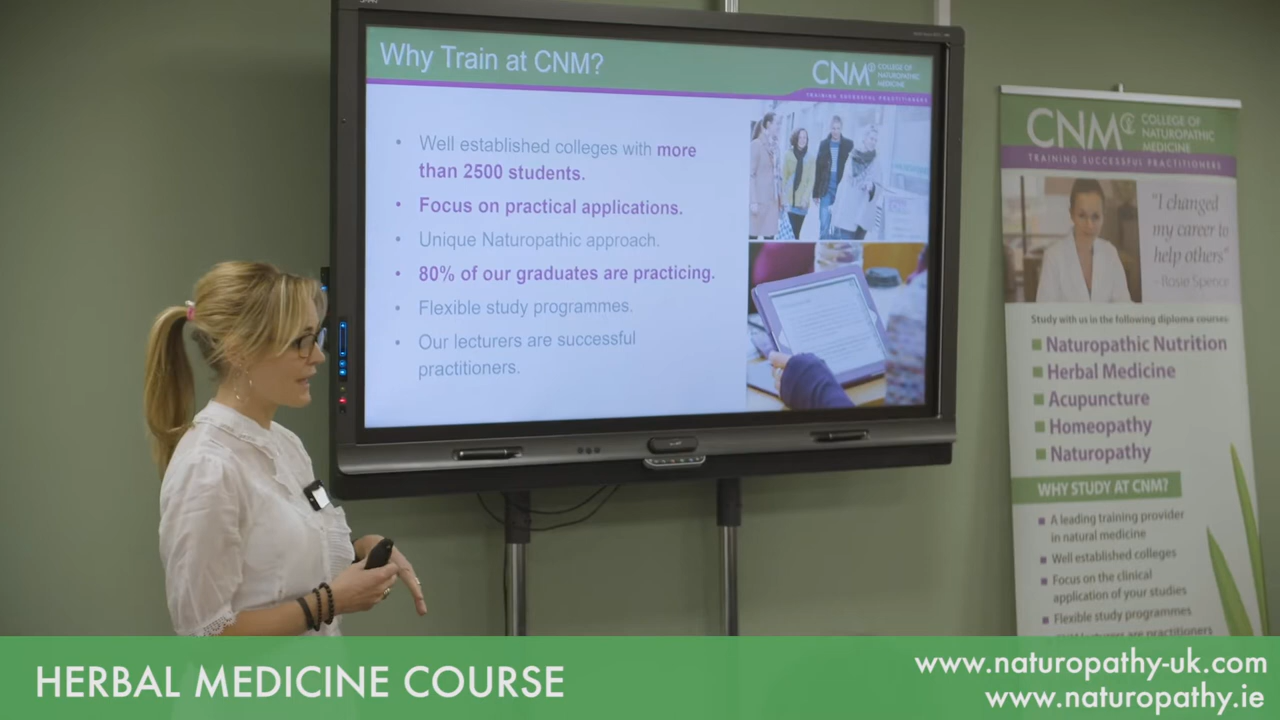 Why Train at CNM?
CNM COLLEGE OF
NATUROPATHIC
MEDICINE
TRAINING SUCCESSFUL PRACTITIONERS
• Well established colleges with more
than 2500 students.
• Focus on practical applications.
• Unique Naturopathic approach.
• 80% of our graduates are practicing.
• Flexible study programmes.
• Our lecturers are successful
practitioners.
CNM COLLEGE OF
NATUROPATHIC
MEDICINE
TRAINING SUCCESSFUL PRACTITIONERS
"I changed
my career to
help others"
- Rosie Spence
Study with us in the following diploma courses:
Naturopathic Nutrition
Herbal Medicine
Acupuncture
Homeopathy
Naturopathy
WHY STUDY AT CNM?
A leading training provider
in natural medicine
Well established colleges
Focus on the clinical
application of your studies
Flexible study programmes
CNM lecturers are practitioners
HERBAL MEDICINE COURSE
www.naturopathy-uk.com
www.naturopathy.ie